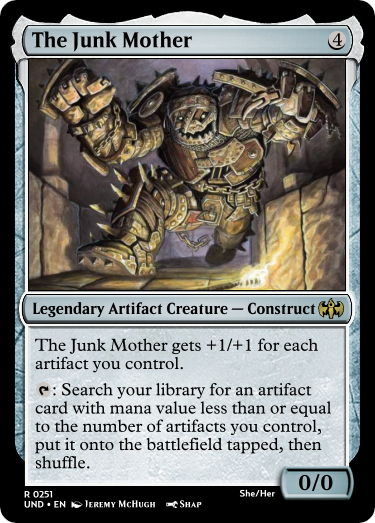 The Junk Mother 4
Legendary Artifact Creature — Construct
The Junk Mother gets +1/+1 for each
artifact you control.
: Search your library for an artifact
card with mana value less than or equal
to the number of artifacts you control,
put it onto the battlefield tapped, then
shuffle.
0/0
R 0251
UND • EN Jeremy McHugh Shap
She/Her